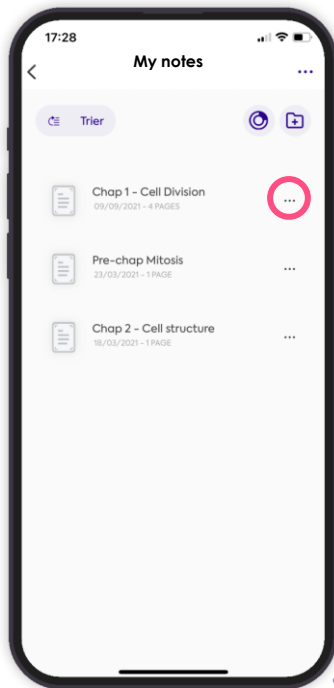 17:28
My notes
...
Trier
Chap 1 - Cell Division
09/09/2021 - 4 PAGES
...
Pre-chap Mitosis
23/03/2021 - 1 PAGE
...
Chap 2 - Cell structure
18/03/2021 - 1 PAGE
...